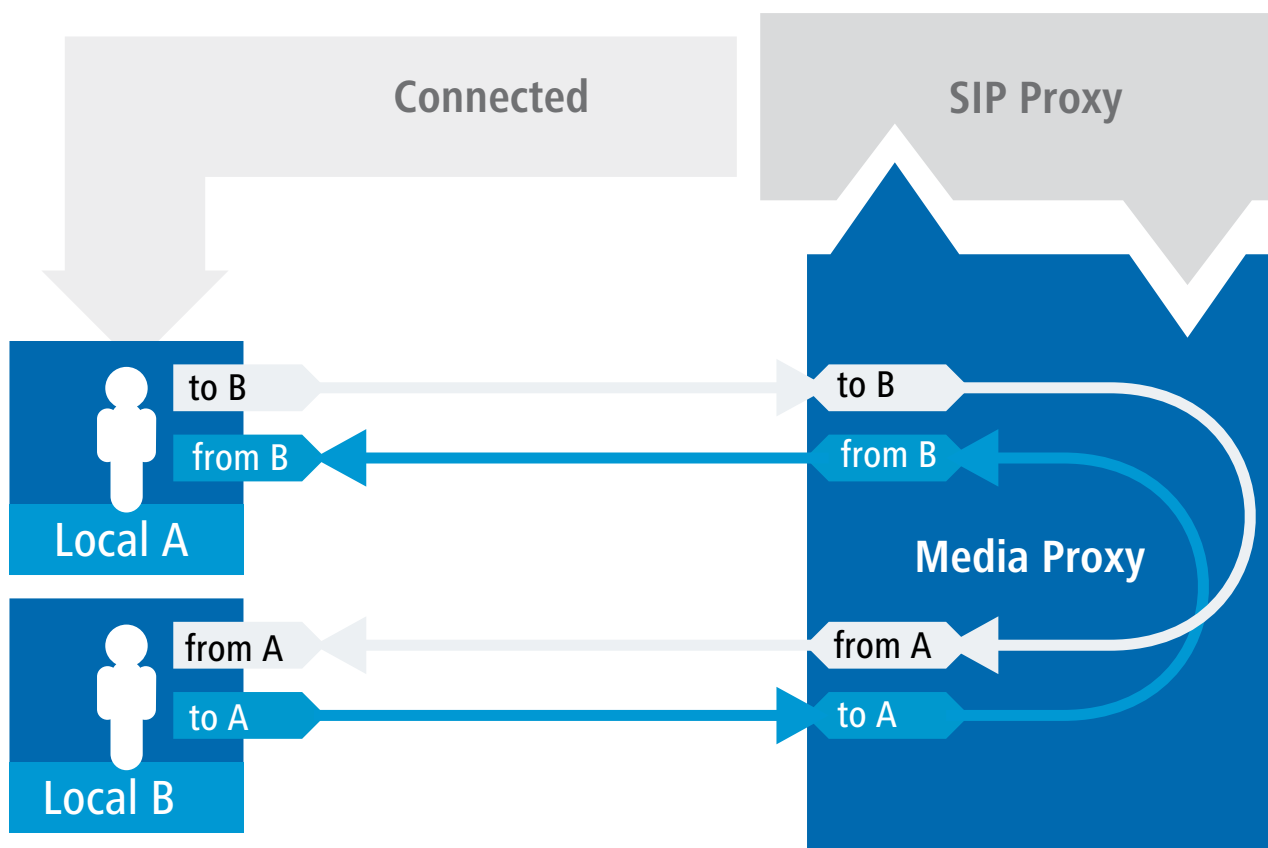 Connected
SIP Proxy
to B
to B
from B
from B
Local A
Media Proxy
from A
from A
to A
to A
Local B